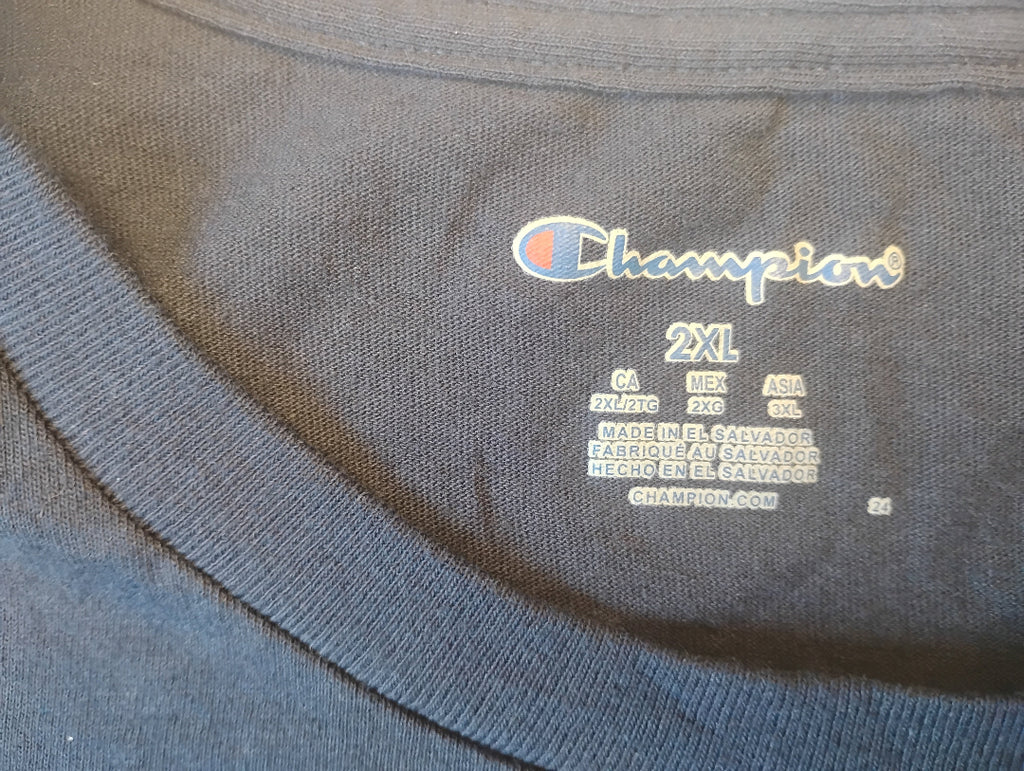 Champion®
2XL
CA MEX ASIA
2XL/2TG 2XG 3XL
MADE IN EL SALVADOR
FABRIQUÉ AU SALVADOR
HECHO EN EL SALVADOR
CHAMPION.COM 24